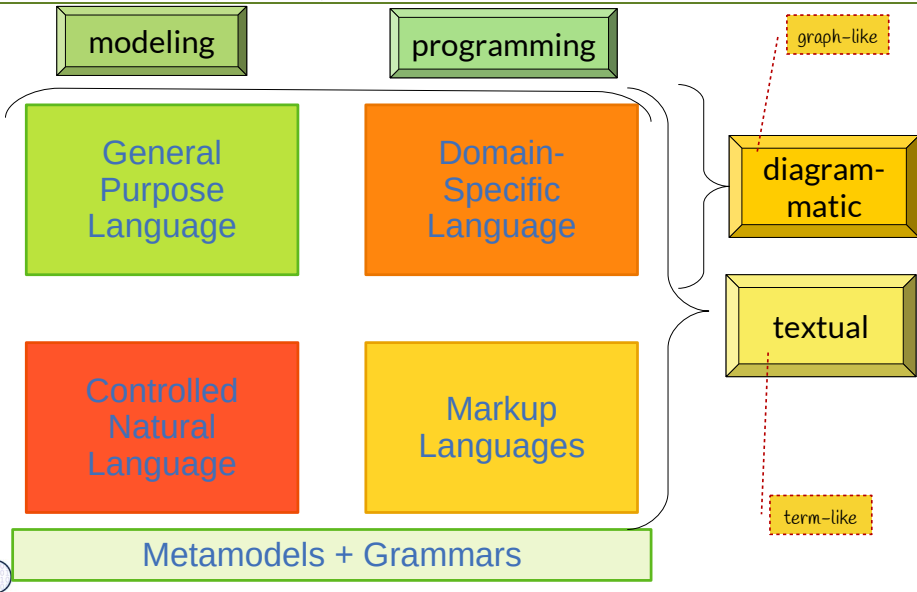 modeling
programming
graph-like
General
Purpose
Language
Domain-
Specific
Language
diagram-
matic
textual
Controlled
Natural
Language
Markup
Languages
term-like
Metamodels + Grammars